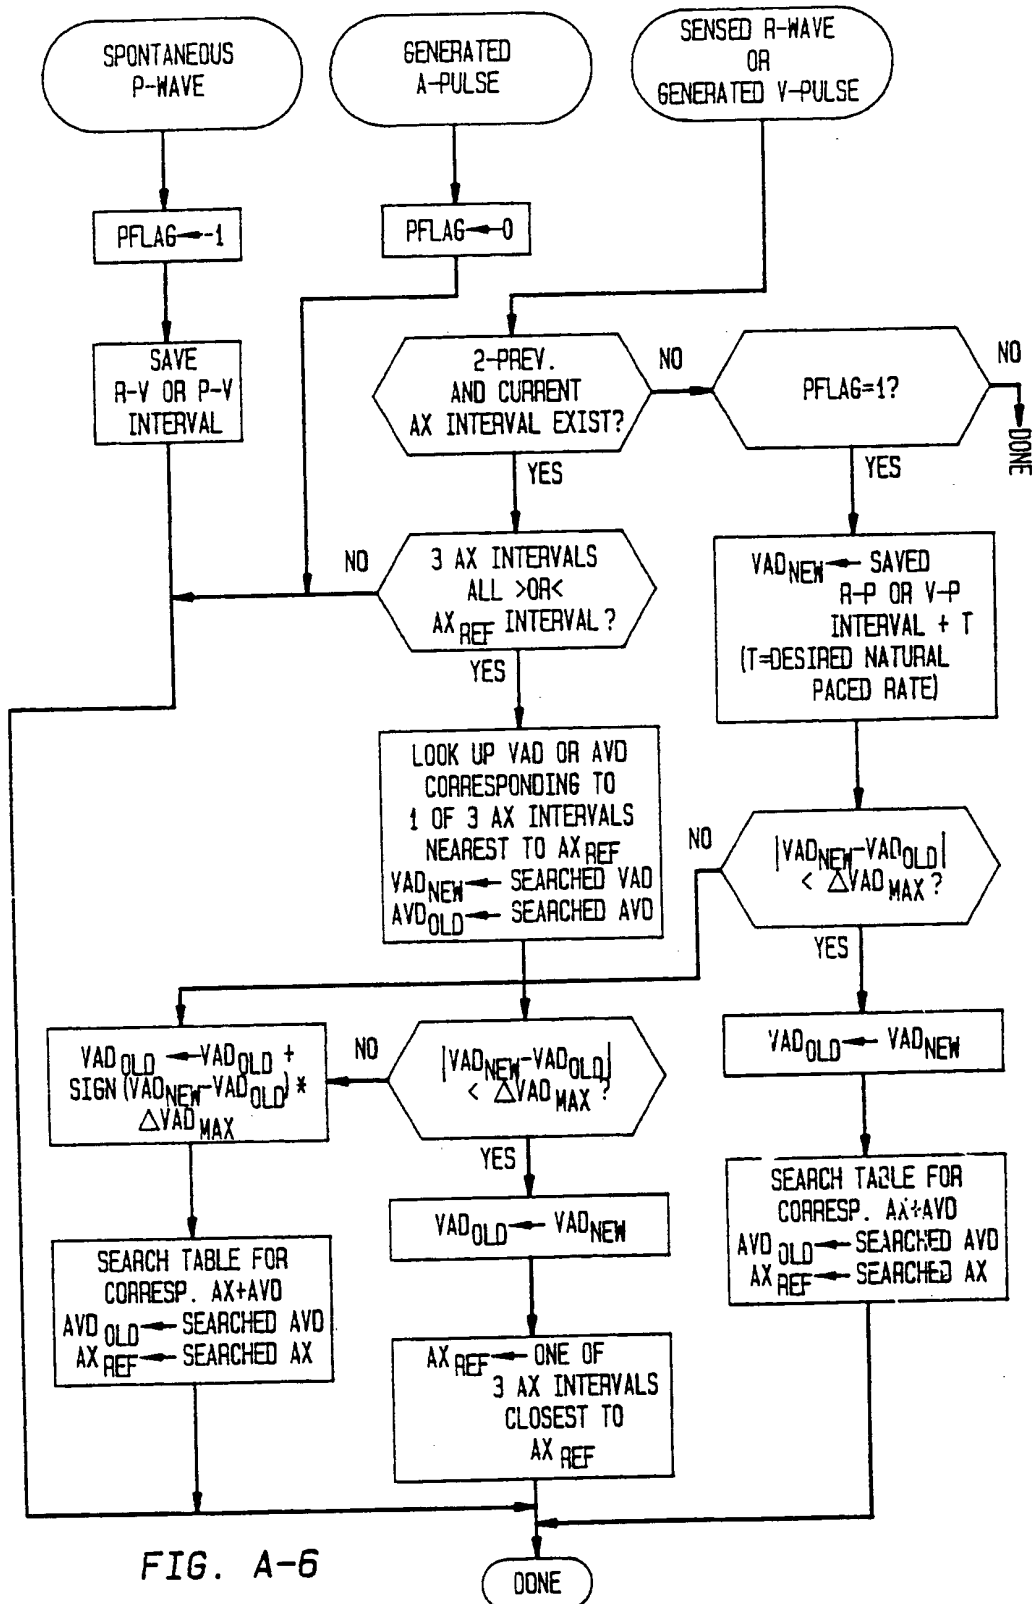 SPONTANEOUS
P-WAVE
GENERATED
A-PULSE
SENSED R-WAVE
OR
GENERATED V-PULSE
PFLAG←-1
PFLAG←0
SAVE
R-V OR P-V
INTERVAL
2-PREV.
AND CURRENT
AX INTERVAL EXIST?
NO
PFLAG=1?
NO
DONE
YES
YES
3 AX INTERVALS
ALL >OR<
AX REF INTERVAL?
NO
YES
VAD NEW ← SAVED
R-P OR V-P
INTERVAL + T
(T=DESIRED NATURAL
PACED RATE)
LOOK UP VAD OR AVD
CORRESPONDING TO
1 OF 3 AX INTERVALS
NEAREST TO AX REF
VAD NEW ← SEARCHED VAD
AVD OLD ← SEARCHED AVD
NO
|VAD NEW-VAD OLD|
< △VAD MAX ?
YES
VAD OLD ← VAD OLD +
SIGN(VAD NEW-VAD OLD)*
△VAD MAX
NO
|VAD NEW-VAD OLD|
< △VAD MAX ?
YES
VAD OLD ← VAD NEW
VAD OLD ← VAD NEW
SEARCH TABLE FOR
CORRESP. AX+AVD
AVD OLD ← SEARCHED AVD
AX REF ← SEARCHED AX
SEARCH TABLE FOR
CORRESP. AX+AVD
AVD OLD ← SEARCHED AVD
AX REF ← SEARCHED AX
AX REF ← ONE OF
3 AX INTERVALS
CLOSEST TO
AX REF
DONE
FIG. A-6